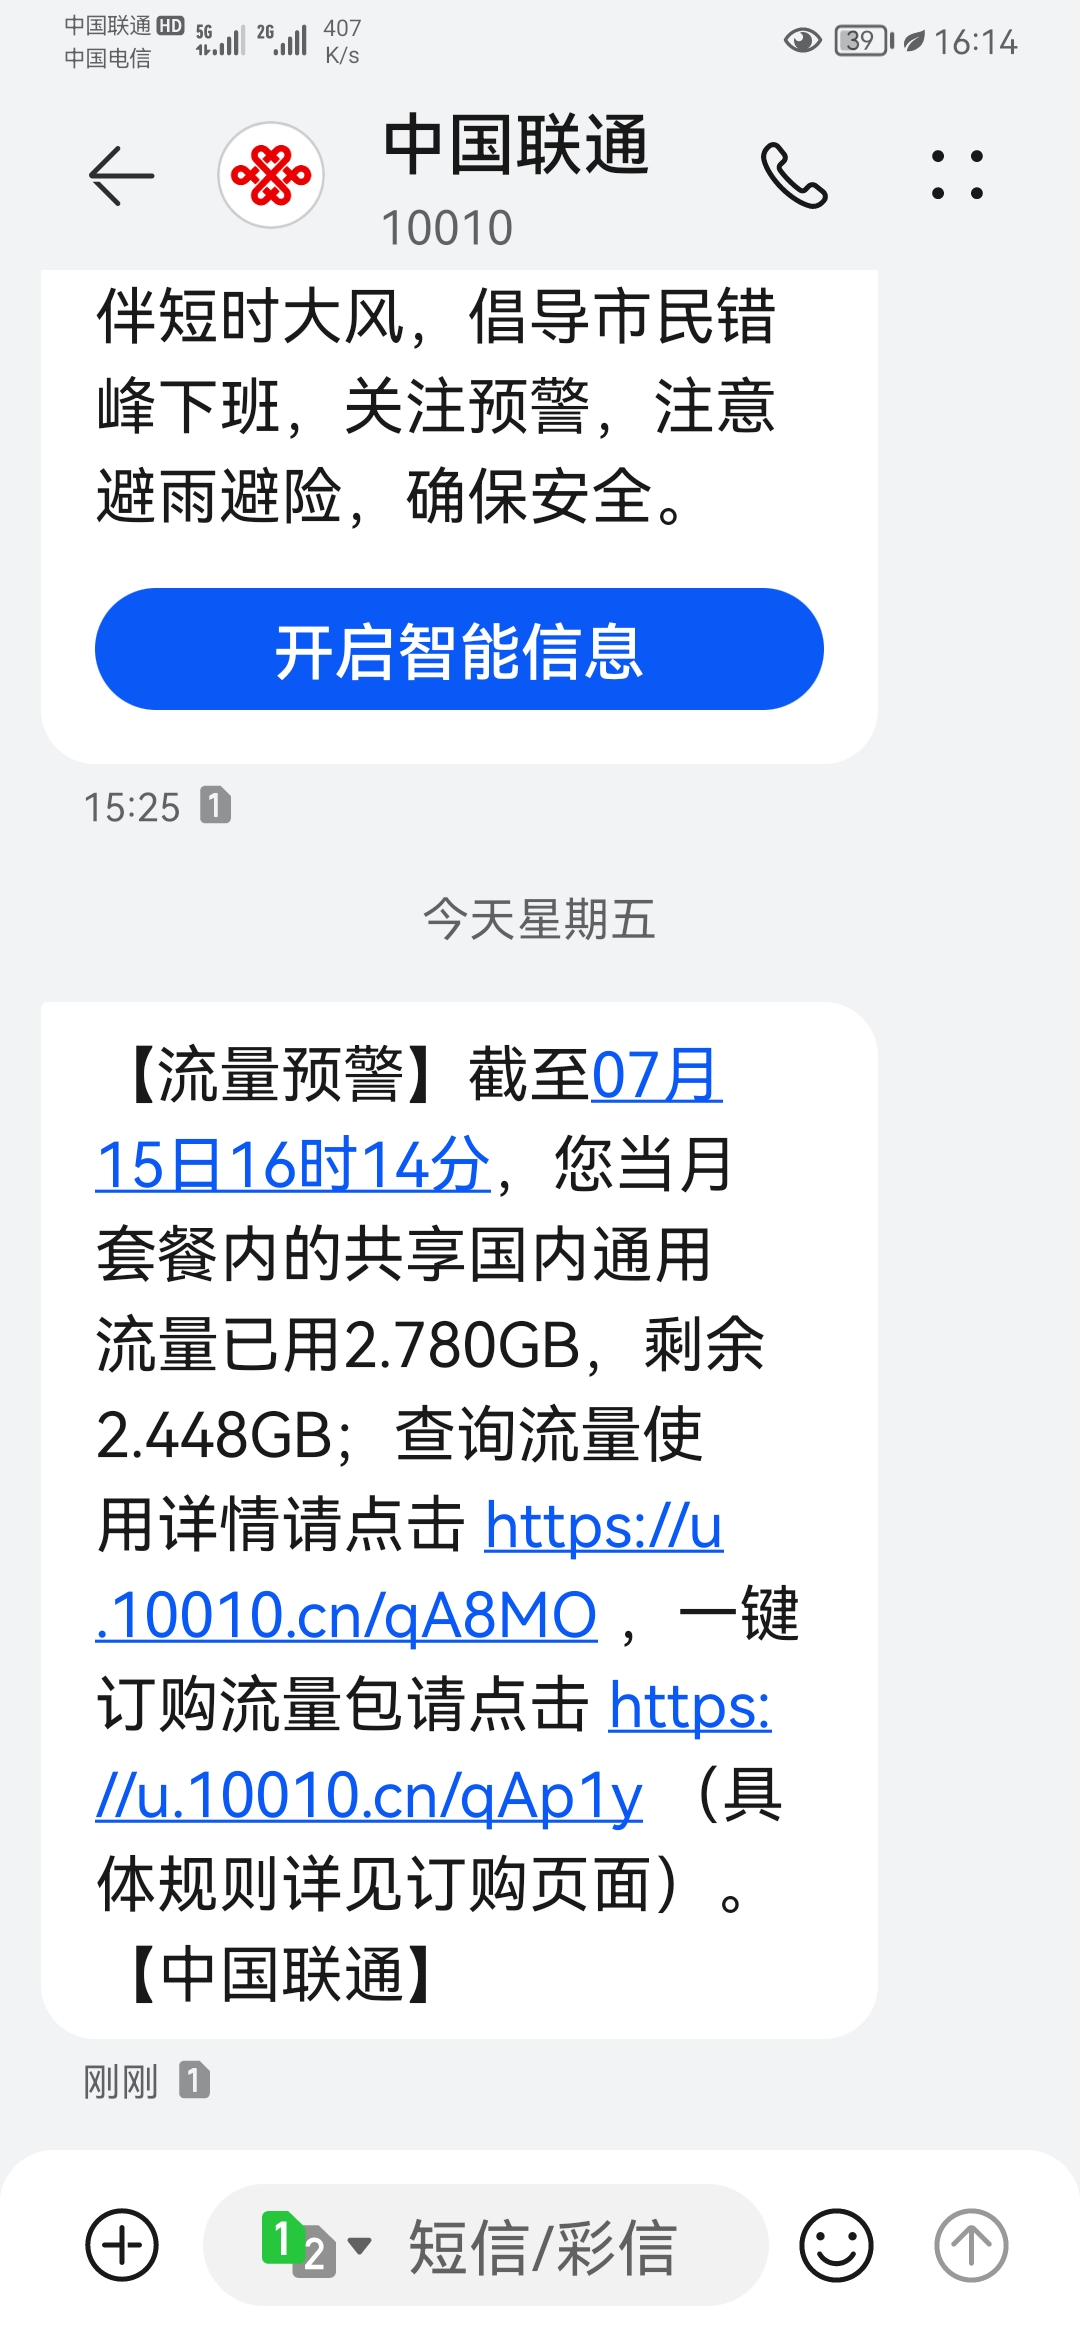 中国联通 HD 5G 2G 407
中国电信 K/s
39 16:14
中国联通
10010
伴短时大风，倡导市民错
峰下班，关注预警，注意
避雨避险，确保安全。
开启智能信息
15:25 1
今天星期五
【流量预警】截至07月
15日16时14分，您当月
套餐内的共享国内通用
流量已用2.780GB，剩余
2.448GB；查询流量使
用详情请点击 https://u
.10010.cn/qA8MO ，一键
订购流量包请点击 https:
//u.10010.cn/qAp1y （具
体规则详见订购页面）。
【中国联通】
刚刚 1
1 2 短信/彩信